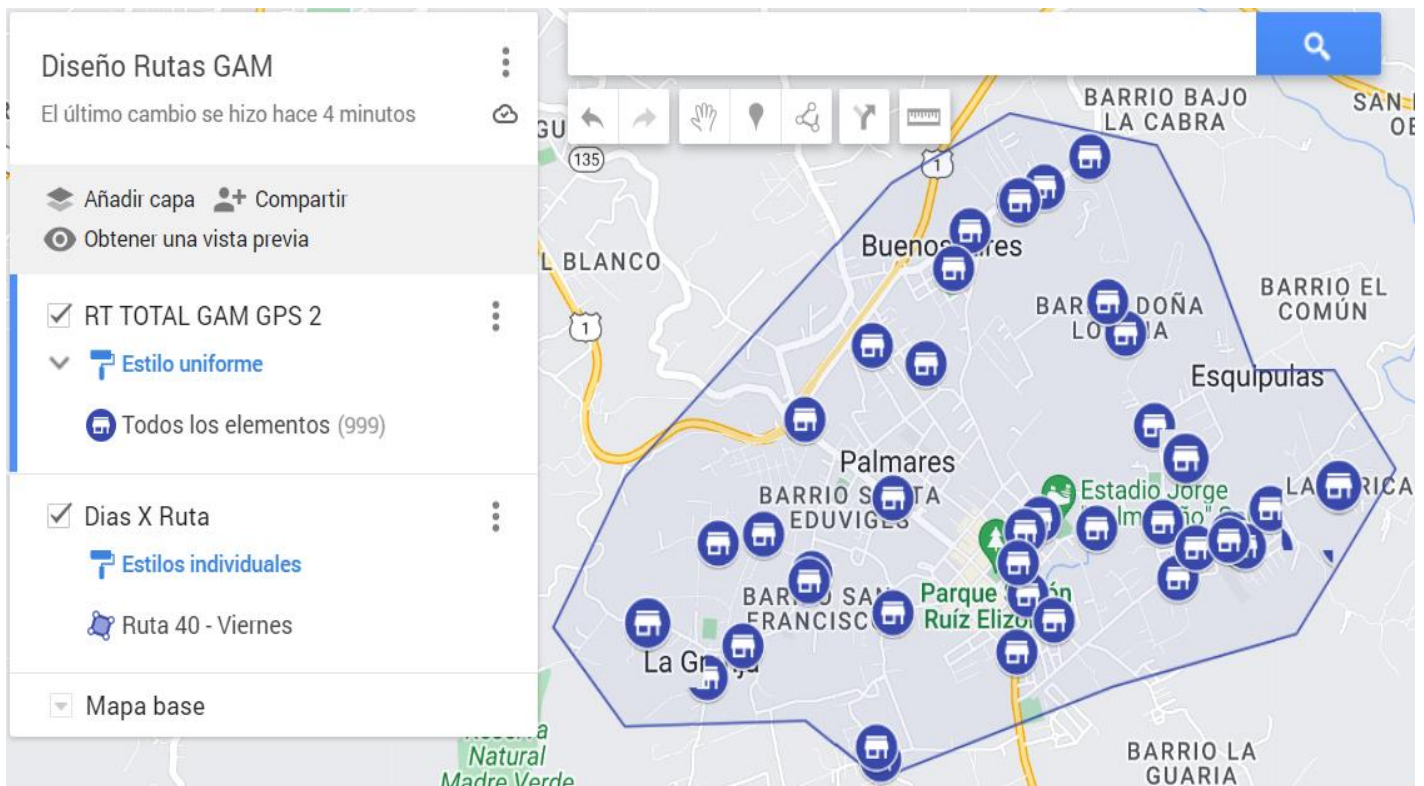 Diseño Rutas GAM
El último cambio se hizo hace 4 minutos
Añadir capa
Compartir
Obtener una vista previa
RT TOTAL GAM GPS 2
Estilo uniforme
Todos los elementos (999)
Dias X Ruta
Estilos individuales
Ruta 40 - Viernes
Mapa base
135
1
1
BARRIO BAJO
LA CABRA
SAN
L BLANCO
BARRIO EL
COMÚN
Esquipulas
Palmares
BARRIO
EDUVIGES
Estadio Jorge
BARRIO LA
GUARIA
Parque
Ruíz
La
Natural
Madre Verde